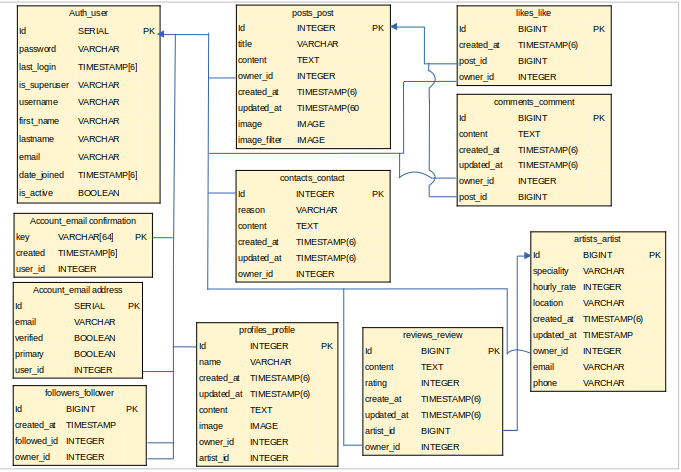 Auth_user
Id SERIAL PK
password VARCHAR
last_login TIMESTAMP[6]
is_superuser VARCHAR
username VARCHAR
first_name VARCHAR
lastname VARCHAR
email VARCHAR
date_joined TIMESTAMP[6]
is_active BOOLEAN
Account_email confirmation
key VARCHAR[64] PK
created TIMESTAMP[6]
user_id INTEGER
Account_email address
Id SERIAL PK
email VARCHAR
verified BOOLEAN
primary BOOLEAN
user_id INTEGER
followers_follower
Id BIGINT PK
created_at TIMESTAMP
followed_id INTEGER
owner_id INTEGER
posts_post
Id INTEGER PK
title VARCHAR
content TEXT
owner_id INTEGER
created_at TIMESTAMP(6)
updated_at TIMESTAMP(60
image IMAGE
image_filter IMAGE
contacts_contact
Id INTEGER PK
reason VARCHAR
content TEXT
created_at TIMESTAMP(6)
updated_at TIMESTAMP(6)
owner_id INTEGER
profiles_profile
Id INTEGER PK
name VARCHAR
created_at TIMESTAMP(6)
updated_at TIMESTAMP(6)
content TEXT
image IMAGE
owner_id INTEGER
artist_id INTEGER
likes_like
Id BIGINT PK
created_at TIMESTAMP(6)
post_id BIGINT
owner_id INTEGER
comments_comment
Id BIGINT PK
content TEXT
created_at TIMESTAMP(6)
updated_at TIMESTAMP(6)
owner_id INTEGER
post_id BIGINT
reviews_review
Id BIGINT PK
content TEXT
rating INTEGER
create_at TIMESTAMP(6)
updated_at TIMESTAMP(6)
artist_id BIGINT
owner_id INTEGER
artists_artist
Id BIGINT PK
speciality VARCHAR
hourly_rate INTEGER
location VARCHAR
created_at TIMESTAMP(6)
updated_at TIMESTAMP
owner_id INTEGER
email VARCHAR
phone VARCHAR